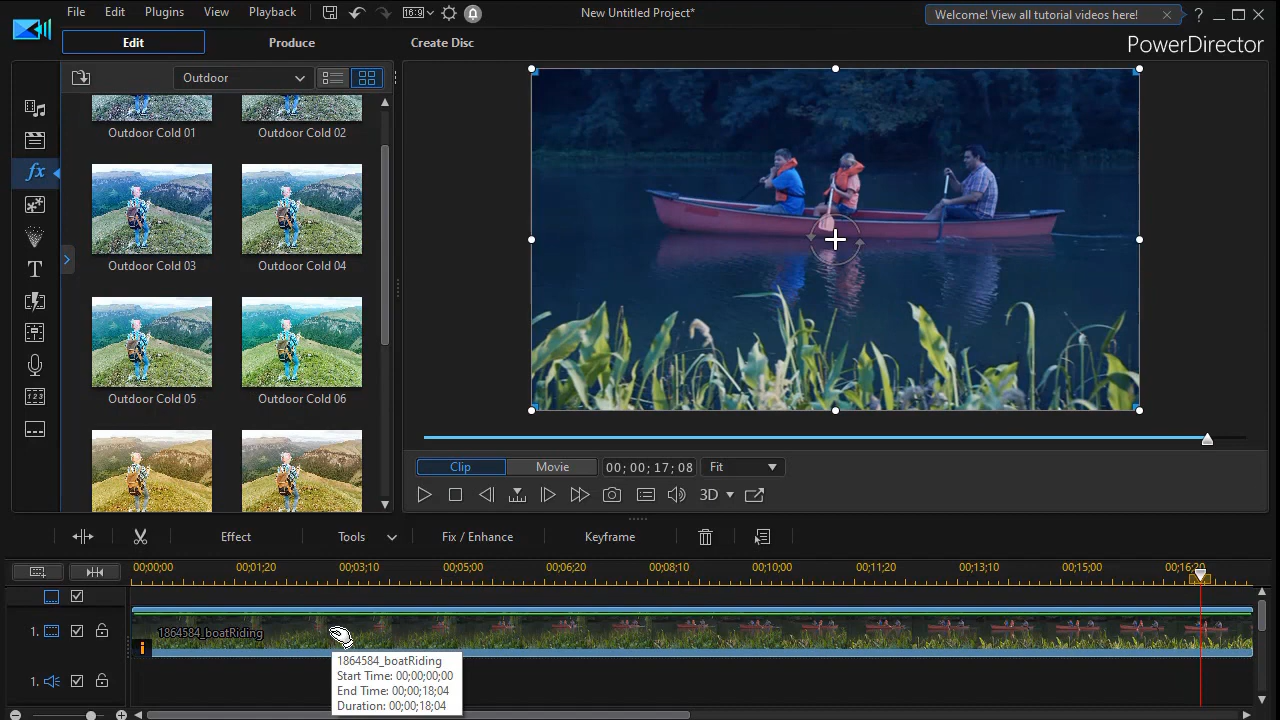 File Edit Plugins View Playback 16:9 New Untitled Project* Welcome! View all tutorial videos here! ?
Edit Produce Create Disc PowerDirector
Outdoor
Outdoor Cold 01 Outdoor Cold 02
Outdoor Cold 03 Outdoor Cold 04
Outdoor Cold 05 Outdoor Cold 06
fx
T
Clip Movie 00; 00; 17; 08 Fit
3D
Effect Tools Fix / Enhance Keyframe
00;00;00 00;01;20 00;03;10 00;05;00 00;06;20 00;08;10 00;10;00 00;11;20 00;13;10 00;15;00 00;16;20
1. 1864584_boatRiding
i
1864584_boatRiding
Start Time: 00;00;00;00
End Time: 00;00;18;04
Duration: 00;00;18;04
1.